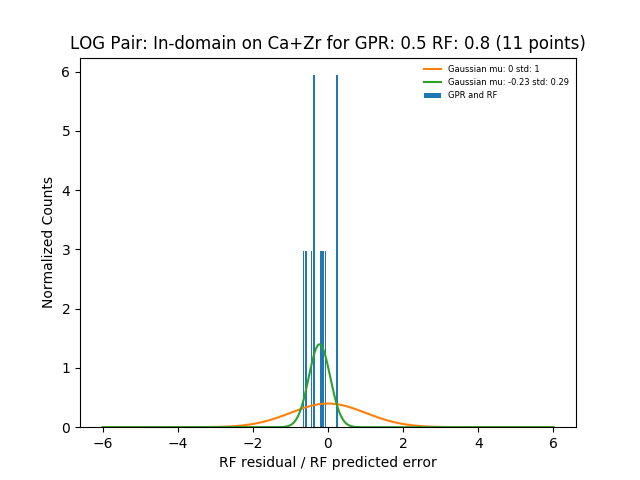 LOG Pair: In-domain on Ca+Zr for GPR: 0.5 RF: 0.8 (11 points)
Gaussian mu: 0 std: 1
Gaussian mu: -0.23 std: 0.29
GPR and RF
Normalized Counts
6
5
4
3
2
1
0
−6 −4 −2 0 2 4 6
RF residual / RF predicted error